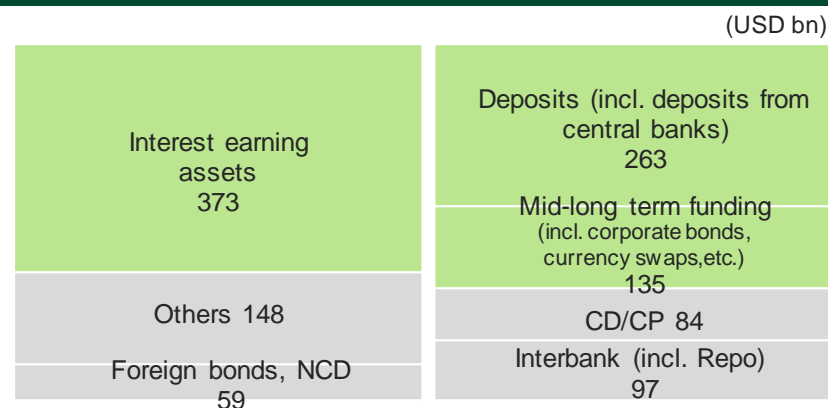 (USD bn)
Interest earning
assets
373
Others 148
Foreign bonds, NCD
59
Deposits (incl. deposits from
central banks)
263
Mid-long term funding
(incl. corporate bonds,
currency swaps,etc.)
135
CD/CP 84
Interbank (incl. Repo)
97